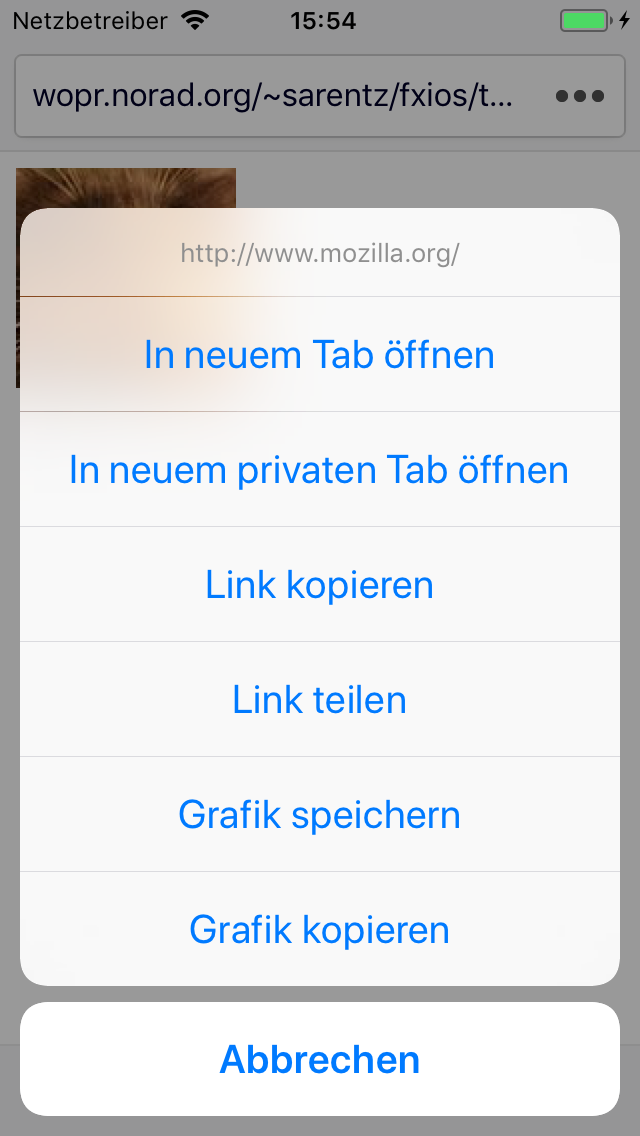 Netzbetreiber 15:54
wopr.norad.org/~sarentz/fxios/t...
http://www.mozilla.org/
In neuem Tab öffnen
In neuem privaten Tab öffnen
Link kopieren
Link teilen
Grafik speichern
Grafik kopieren
Abbrechen